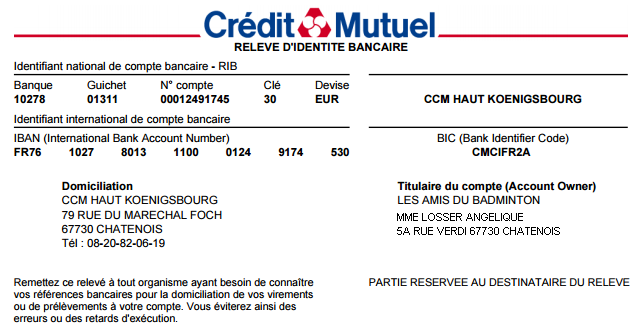 Crédit Mutuel
RELEVE D'IDENTITE BANCAIRE
Identifiant national de compte bancaire - RIB
Banque Guichet N° compte Clé Devise
10278 01311 00012491745 30 EUR
CCM HAUT KOENIGSBOURG
Identifiant international de compte bancaire
IBAN (International Bank Account Number)
BIC (Bank Identifier Code)
FR76 1027 8013 1100 0124 9174 530
CMCIFR2A
Domiciliation
CCM HAUT KOENIGSBOURG
79 RUE DU MARECHAL FOCH
67730 CHATENOIS
Tél : 08-20-82-06-19
Titulaire du compte (Account Owner)
LES AMIS DU BADMINTON
MME LOSSER ANGELIQUE
5A RUE VERDI 67730 CHATENOIS
Remettez ce relevé à tout organisme ayant besoin de connaître
vos références bancaires pour la domiciliation de vos virements
ou de prélèvements à votre compte. Vous éviterez ainsi des
erreurs ou des retards d'exécution.
PARTIE RESERVEE AU DESTINATAIRE DU RELEVE